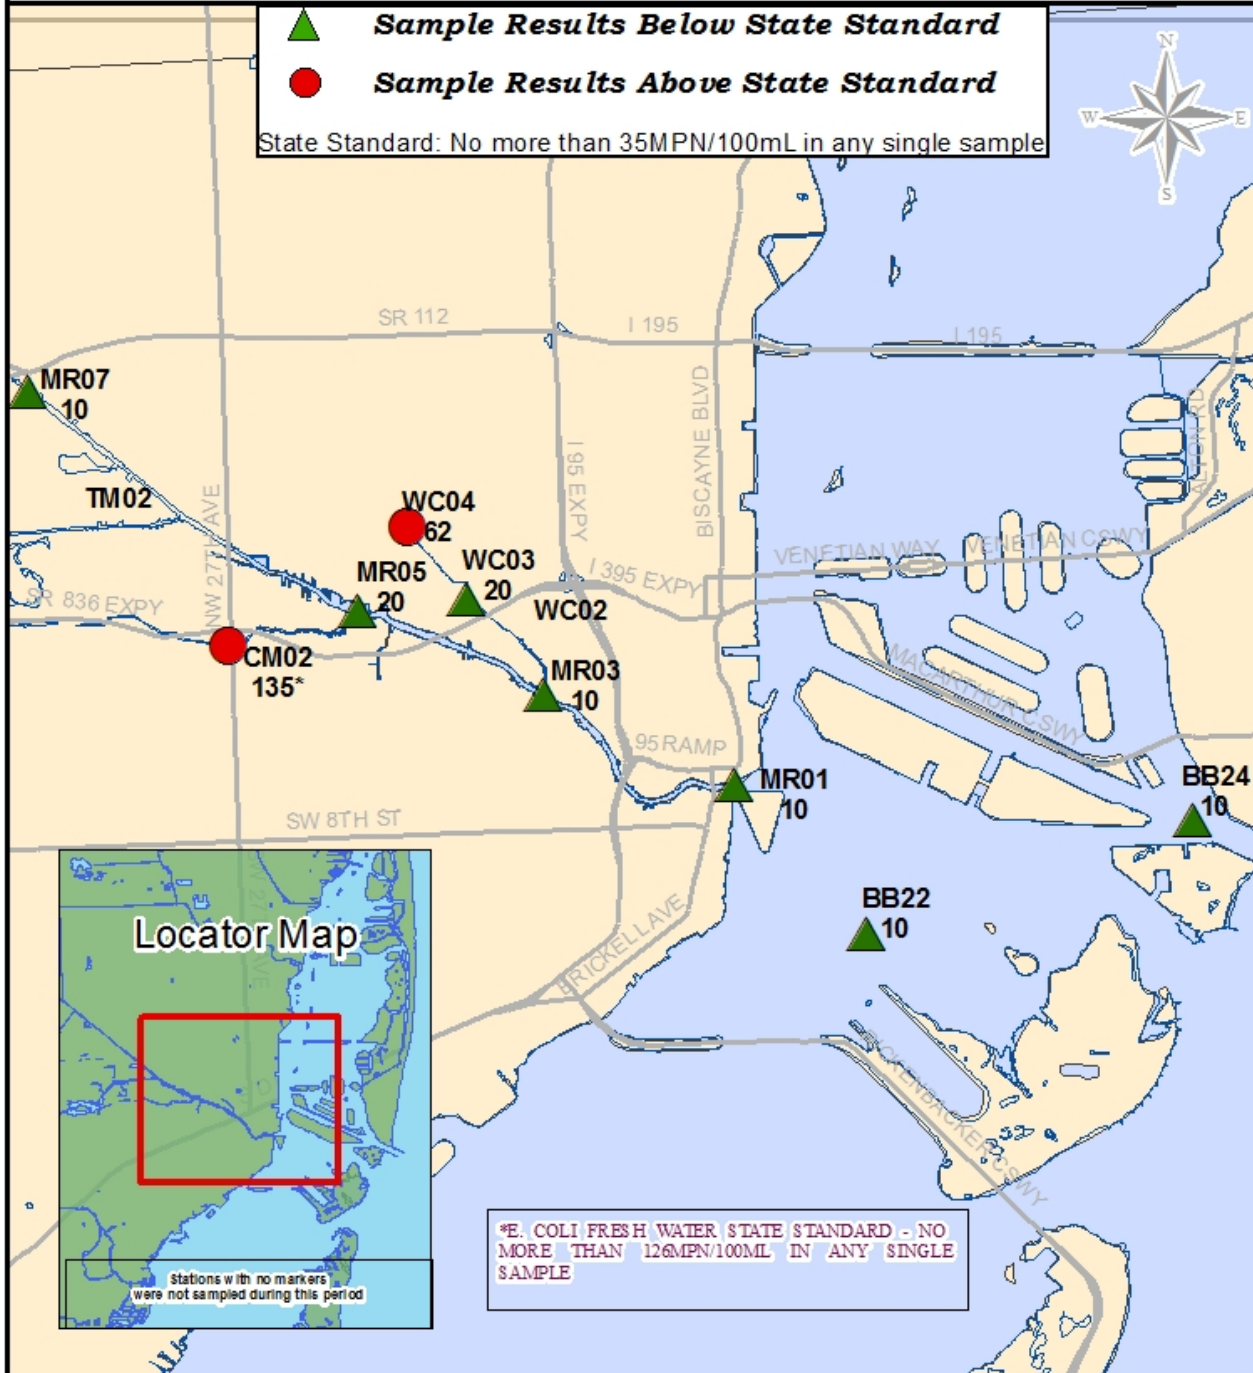 Sample Results Below State Standard
Sample Results Above State Standard
State Standard: No more than 35MPN/100mL in any single sample
N
W
E
S
SR 112
I 195
I 195
MR07
10
BISCAYNE BLVD
ALTON RD
I 95 EXPY
TM02
NW 27TH AVE
WC04
62
WC03
20
VENETIAN WAY
VENETIAN CSWY
MR05
20
I 395 EXPY
SR 836 EXPY
WC02
CM02
135*
MR03
10
MACARTHUR CSWY
95 RAMP
MR01
10
BB24
10
SW 8TH ST
SW 27TH AVE
BRICKELL AVE
BB22
10
Locator Map
RICKENBACKER CSWY
*E. COLI FRESH WATER STATE STANDARD - NO
MORE THAN 126MPN/100ML IN ANY SINGLE
SAMPLE
Stations with no markers
were not sampled during this period